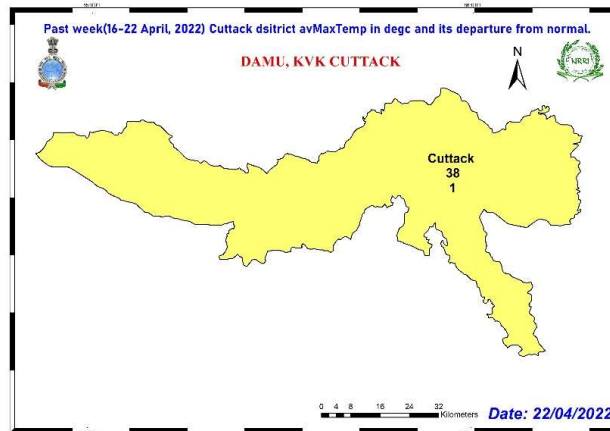 Past week(16-22 April, 2022) Cuttack dsitrict avMaxTemp in degc and its departure from normal.
DAMU, KVK CUTTACK
N
NRRI
Cuttack
38
1
0 4 8 16 24 32
Kilometers
Date: 22/04/2022